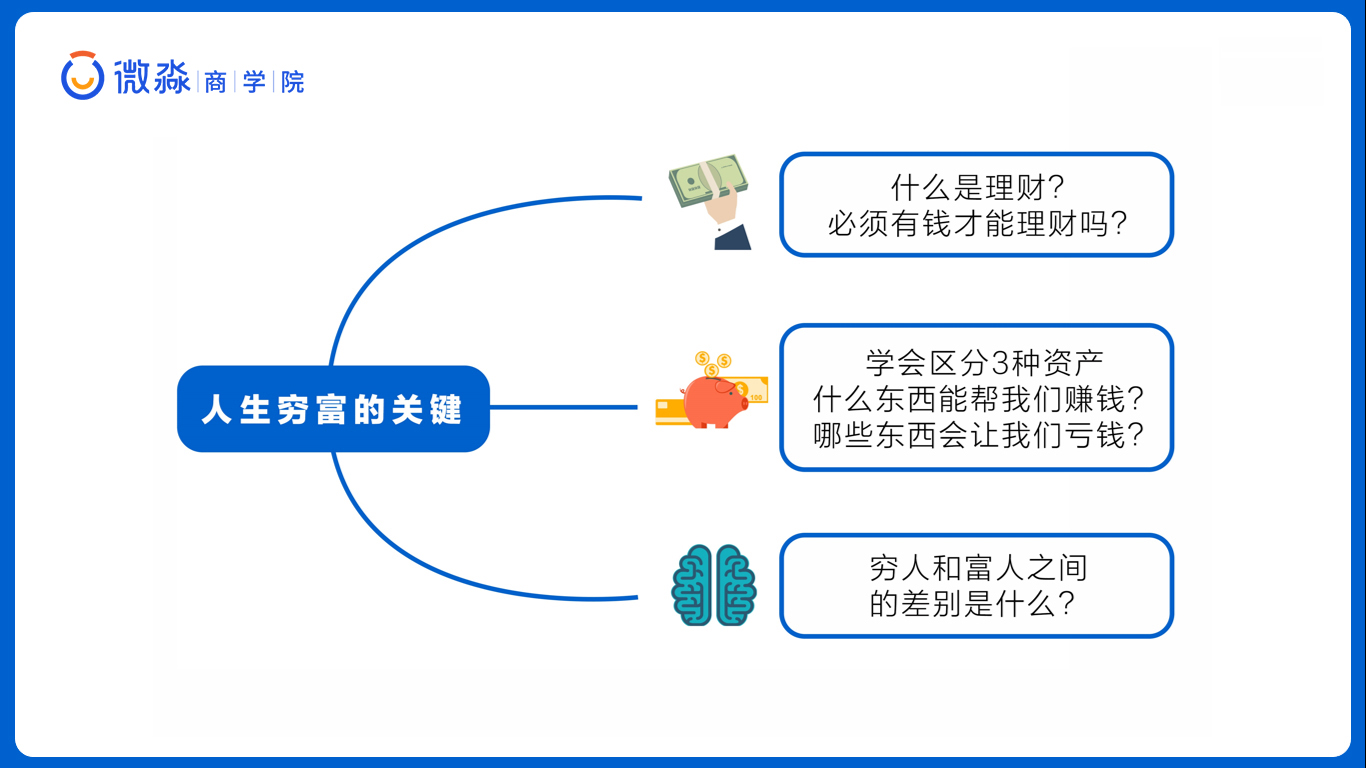 微淼|商|学|院
什么是理财?
必须有钱才能理财吗?
学会区分3种资产
什么东西能帮我们赚钱?
哪些东西会让我们亏钱?
人生穷富的关键
100
穷人和富人之间
的差别是什么?